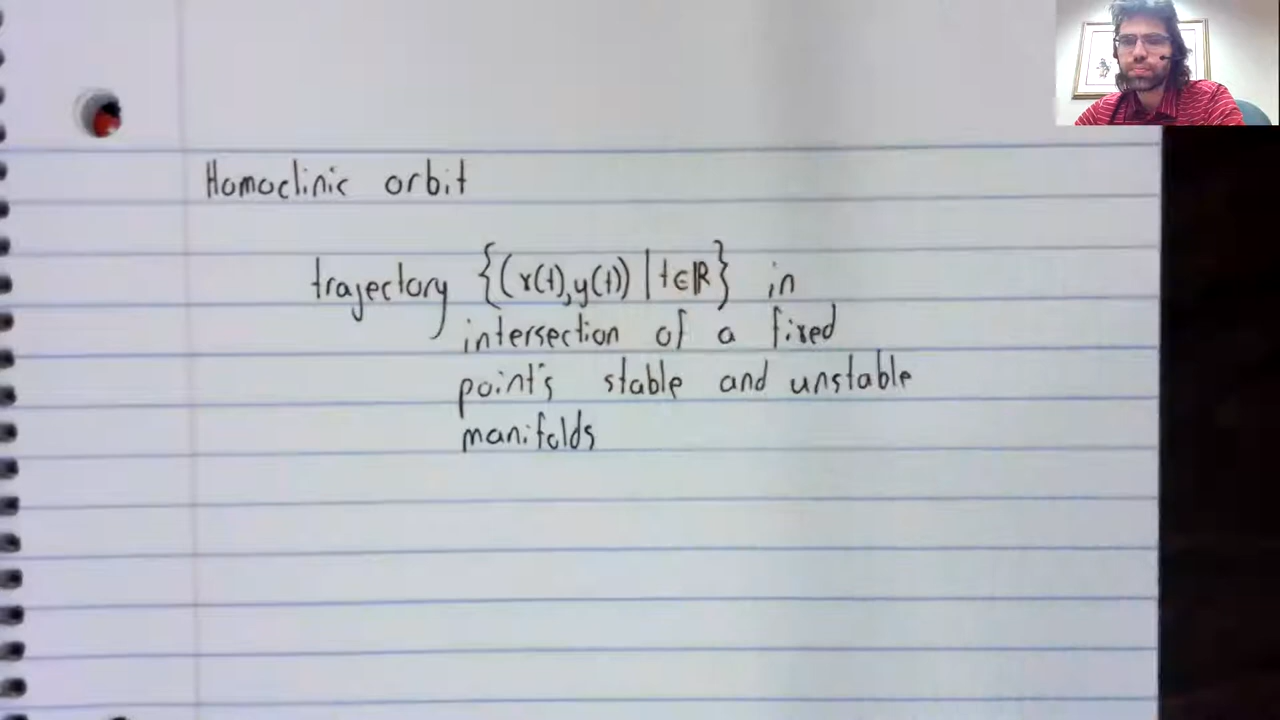 Homoclinic orbit
trajectory {(x(t),y(t)) | t∈ℝ} in
intersection of a fixed
point's stable and unstable
manifolds